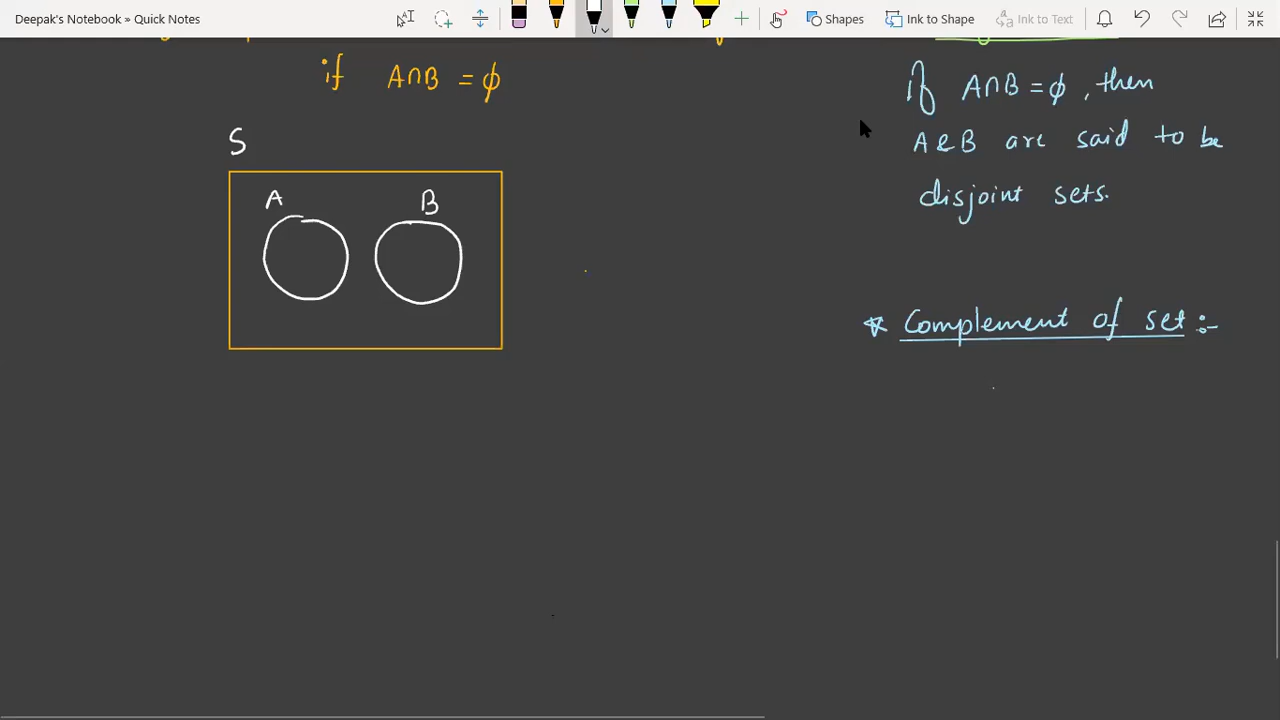 Deepak's Notebook » Quick Notes
Shapes
Ink to Shape
Ink to Text
if A∩B = ϕ
S
A B
If A∩B = ϕ, then
A & B are said to be
disjoint sets.
* Complement of set :-